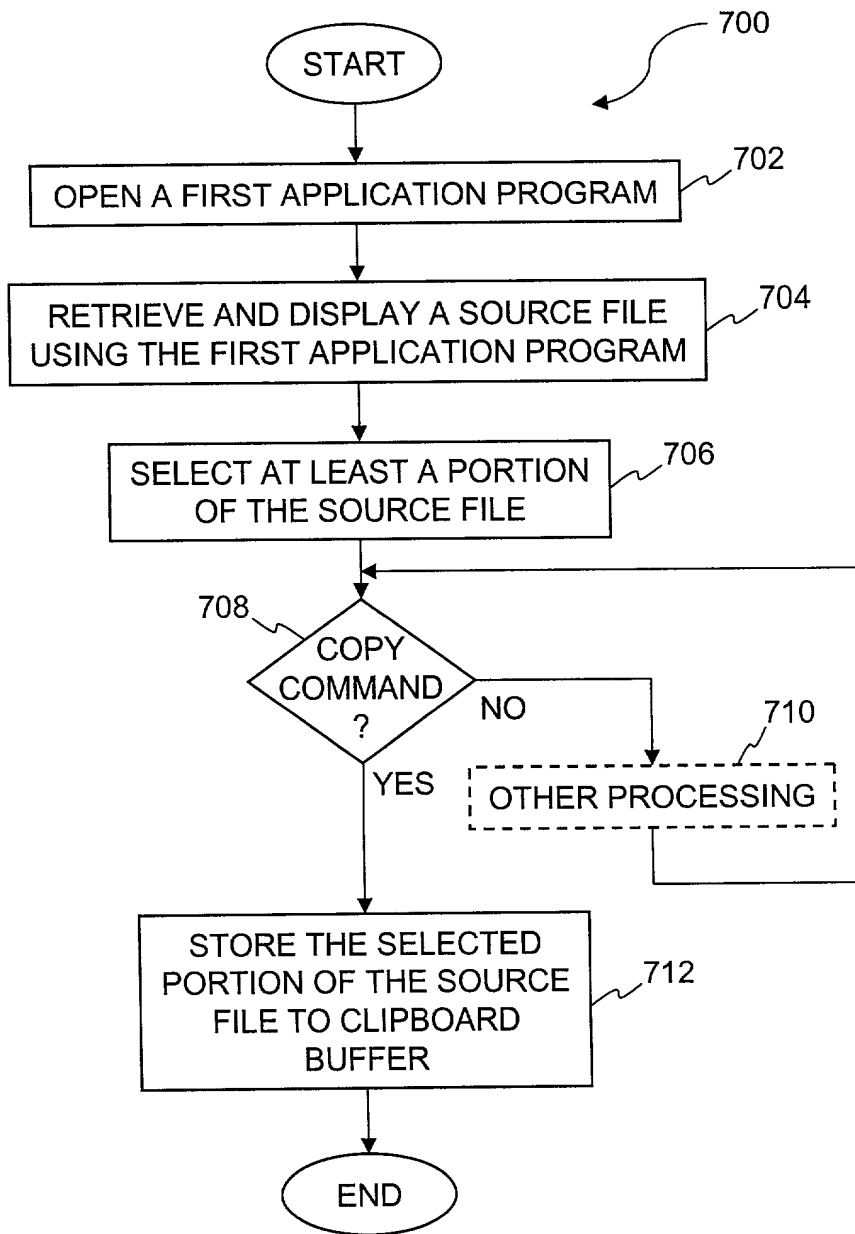 700
START
702
OPEN A FIRST APPLICATION PROGRAM
704
RETRIEVE AND DISPLAY A SOURCE FILE
USING THE FIRST APPLICATION PROGRAM
706
SELECT AT LEAST A PORTION
OF THE SOURCE FILE
708
COPY
COMMAND
?
NO
YES
710
OTHER PROCESSING
STORE THE SELECTED
PORTION OF THE SOURCE
FILE TO CLIPBOARD
BUFFER
712
END